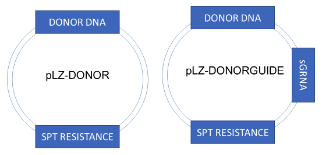 DONOR DNA
pLZ-DONOR
SPT RESISTANCE
DONOR DNA
pLZ-DONORGUIDE
sGRNA
SPT RESISTANCE